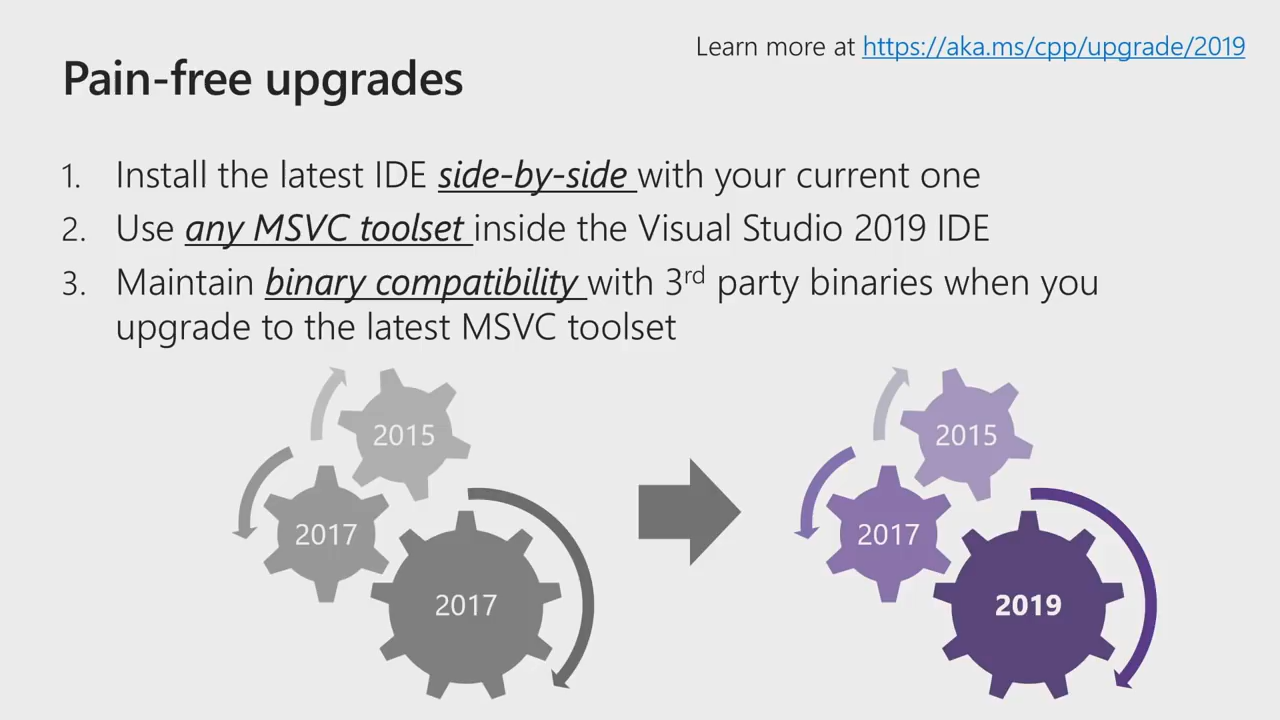 Learn more at https://aka.ms/cpp/upgrade/2019
Pain-free upgrades
1. Install the latest IDE side-by-side with your current one
2. Use any MSVC toolset inside the Visual Studio 2019 IDE
3. Maintain binary compatibility with 3rd party binaries when you
upgrade to the latest MSVC toolset
2015
2017
2017
2015
2017
2019